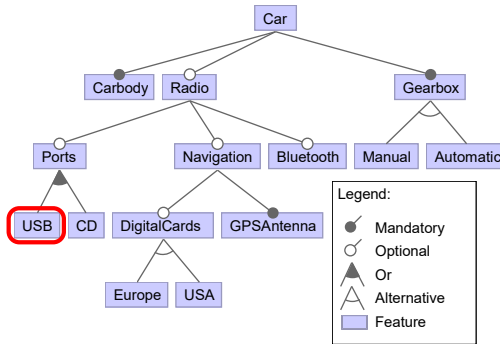 Car
Carbody Radio Gearbox
Ports Navigation Bluetooth Manual Automatic
USB CD DigitalCards GPSAntenna
Europe USA
Legend:
Mandatory
Optional
Or
Alternative
Feature